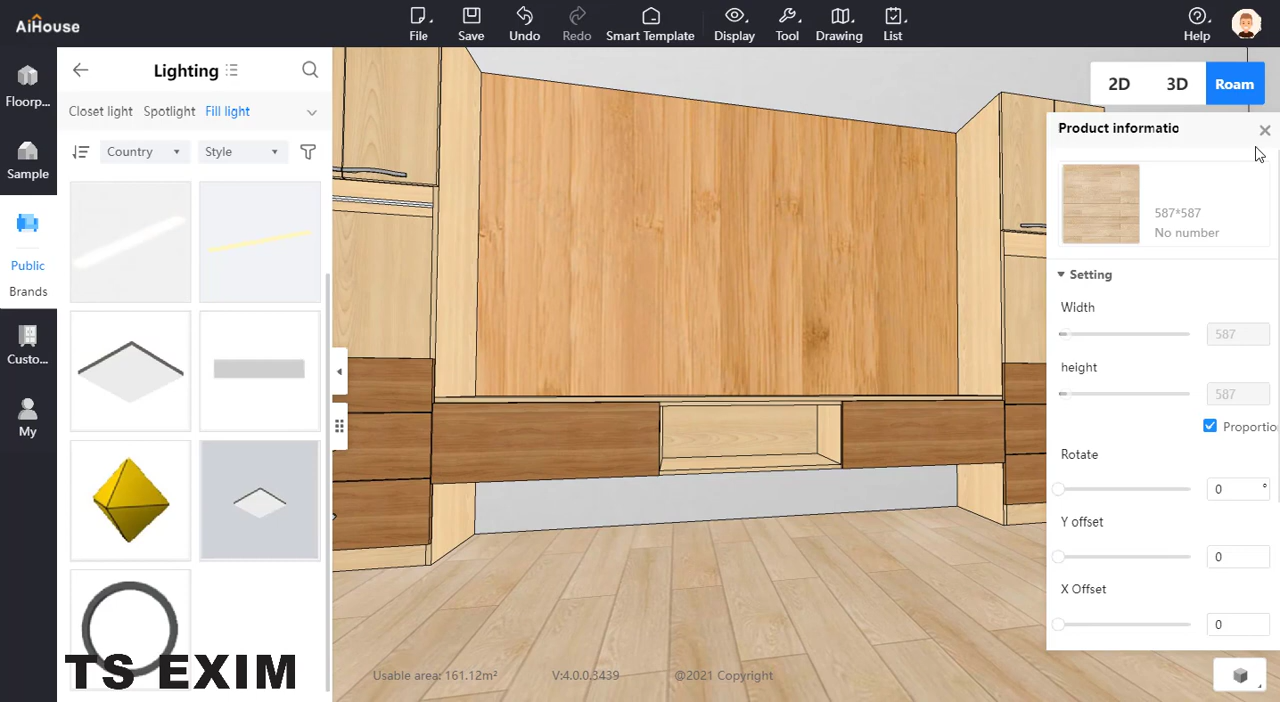 AiHouse
File
Save
Undo
Redo
Smart Template
Display
Tool
Drawing
List
Help
Floorp...
Sample
Public
Brands
Custo...
My
Lighting
Closet light Spotlight Fill light
Country Style
2D 3D Roam
Product informatio
587*587
No number
Setting
Width
587
height
587
Proportio
Rotate
0 °
Y offset
0
X Offset
0
Usable area: 161.12m² V:4.0.0.3439 @2021 Copyright
TS EXIM